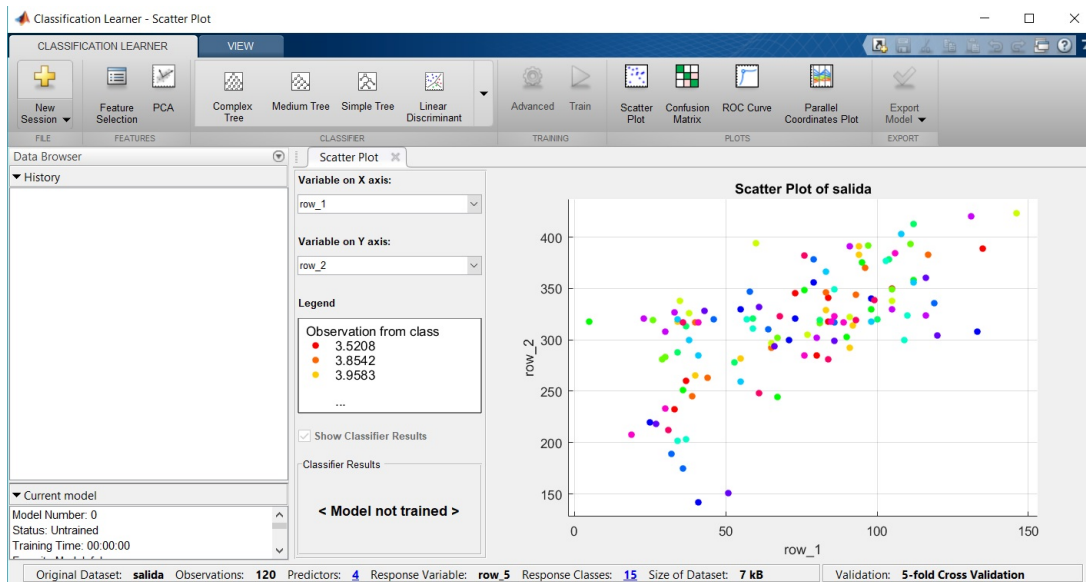 Classification Learner - Scatter Plot
CLASSIFICATION LEARNER
VIEW
New Session
Feature Selection
PCA
Complex Tree
Medium Tree
Simple Tree
Linear Discriminant
Advanced
Train
Scatter Plot
Confusion Matrix
ROC Curve
Parallel Coordinates Plot
Export Model
FILE
FEATURES
CLASSIFIER
TRAINING
PLOTS
EXPORT
Data Browser
History
Current model
Model Number: 0
Status: Untrained
Training Time: 00:00:00
Scatter Plot
Variable on X axis:
row_1
Variable on Y axis:
row_2
Legend
Observation from class
3.5208
3.8542
3.9583
...
Show Classifier Results
Classifier Results
< Model not trained >
Scatter Plot of salida
400
350
300
250
200
150
row_2
0 50 100 150
row_1
Original Dataset: salida Observations: 120 Predictors: 4 Response Variable: row_5 Response Classes: 15 Size of Dataset: 7 kB Validation: 5-fold Cross Validation